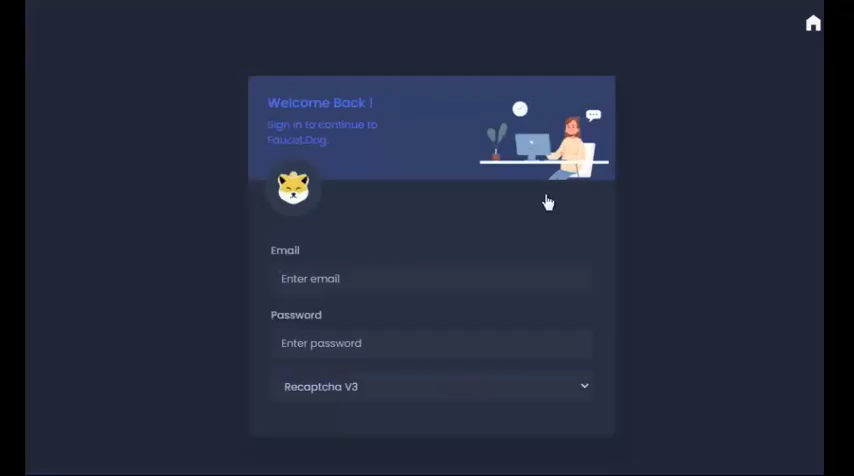 Welcome Back !
Sign in to continue to
Faucet.Dog.
Email
Enter email
Password
Enter password
Recaptcha V3